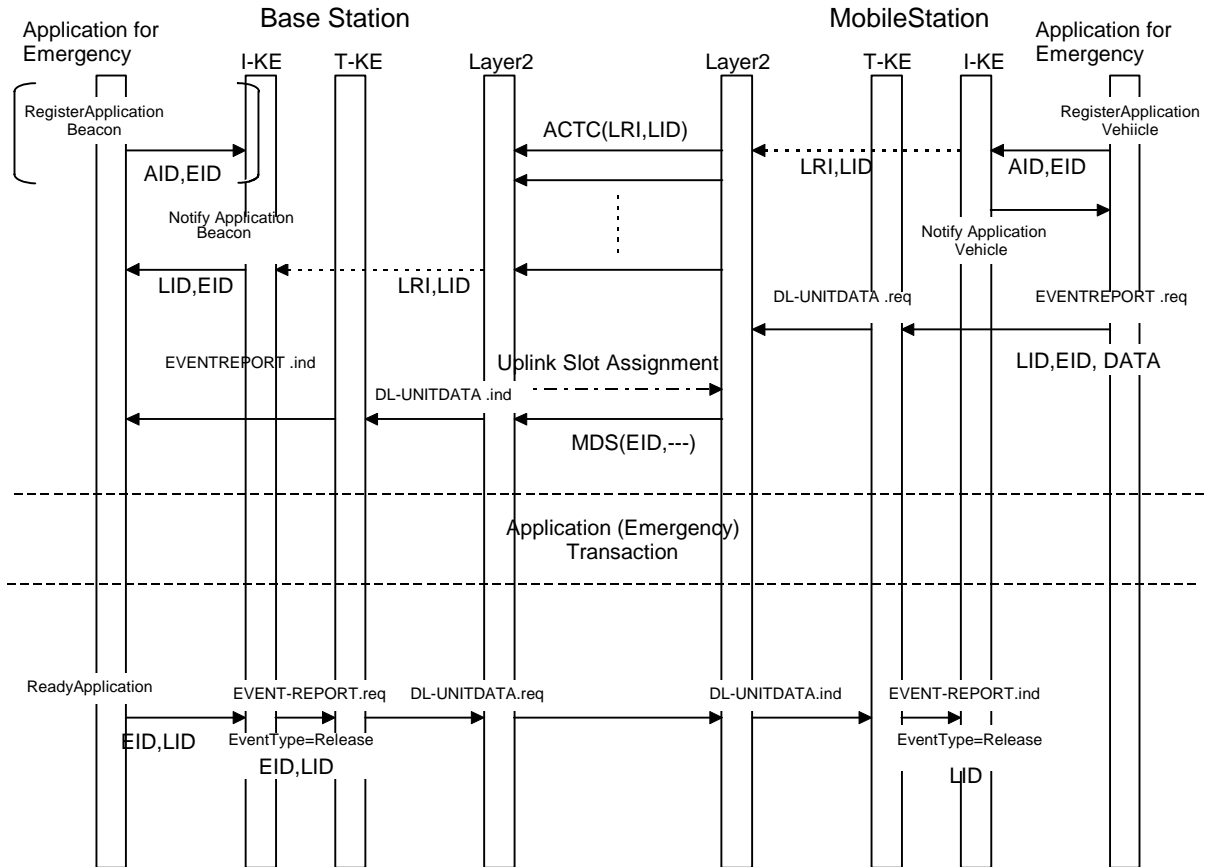 Base Station
MobileStation
Application for
Emergency
Application for
Emergency
I-KE
T-KE
Layer2
Layer2
T-KE
I-KE
RegisterApplication
Beacon
ACTC(LRI,LID)
RegisterApplication
Vehiicle
AID,EID
LRI,LID
AID,EID
Notify Application
Beacon
Notify Application
Vehicle
LID,EID
LRI,LID
DL-UNITDATA .req
EVENTREPORT .req
EVENTREPORT .ind
Uplink Slot Assignment
LID,EID, DATA
DL-UNITDATA .ind
MDS(EID,---)
Application (Emergency)
Transaction
ReadyApplication
EVENT-REPORT.req
DL-UNITDATA.req
DL-UNITDATA.ind
EVENT-REPORT.ind
EID,LID
EventType=Release
EventType=Release
EID,LID
LID